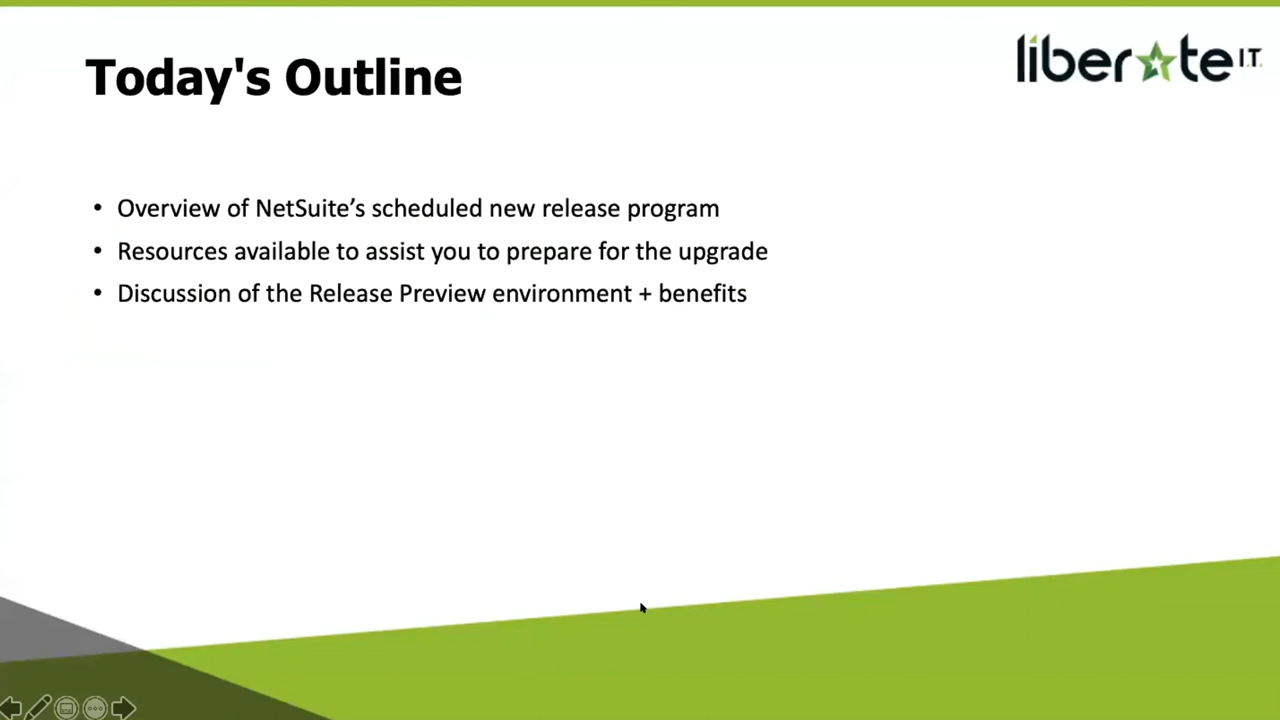 Today's Outline
liberate I.T.
• Overview of NetSuite’s scheduled new release program
• Resources available to assist you to prepare for the upgrade
• Discussion of the Release Preview environment + benefits